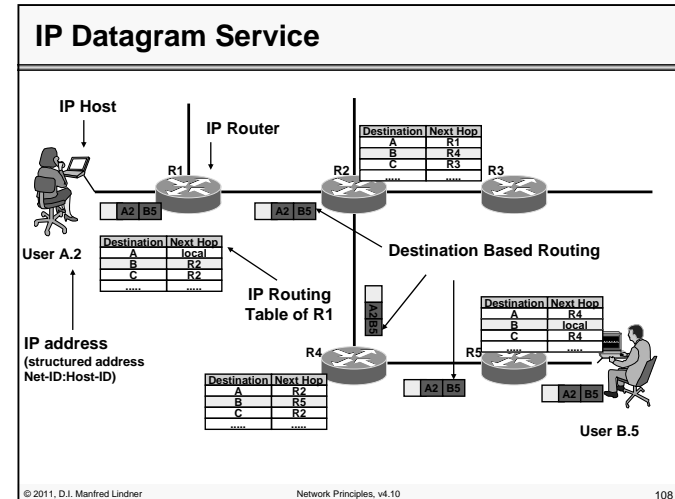 IP Datagram Service
IP Host
IP Router
R1
R2
R3
Destination Next Hop
A R1
B R4
C R3
..... .....
A2 B5
A2 B5
User A.2
Destination Next Hop
A local
B R2
C R2
..... .....
IP Routing
Table of R1
Destination Based Routing
IP address
(structured address
Net-ID:Host-ID)
A2 B5
R4
Destination Next Hop
A R2
B R5
C R2
..... .....
R5
Destination Next Hop
A R4
B local
C R4
..... .....
A2 B5
A2 B5
User B.5
© 2011, D.I. Manfred Lindner
Network Principles, v4.10
108